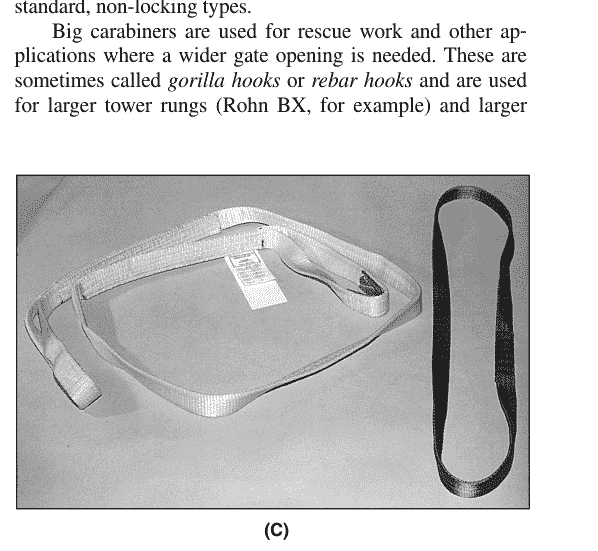 standard, non-locking types.
Big carabiners are used for rescue work and other ap-
plications where a wider gate opening is needed. These are
sometimes called gorilla hooks or rebar hooks and are used
for larger tower rungs (Rohn BX, for example) and larger
(C)